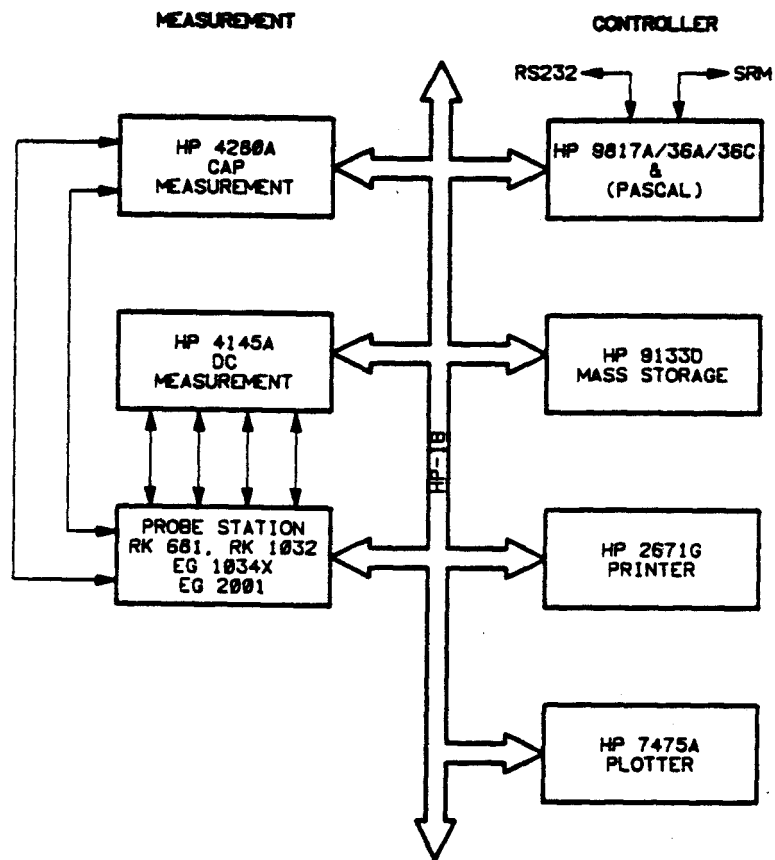 MEASUREMENT
CONTROLLER
RS232
SRM
HP 4280A
CAP
MEASUREMENT
HP 9817A/36A/36C
&
(PASCAL)
HP 4145A
DC
MEASUREMENT
HP 9133D
MASS STORAGE
HP-IB
PROBE STATION
RK 681, RK 1032
EG 1034X
EG 2001
HP 2671G
PRINTER
HP 7475A
PLOTTER